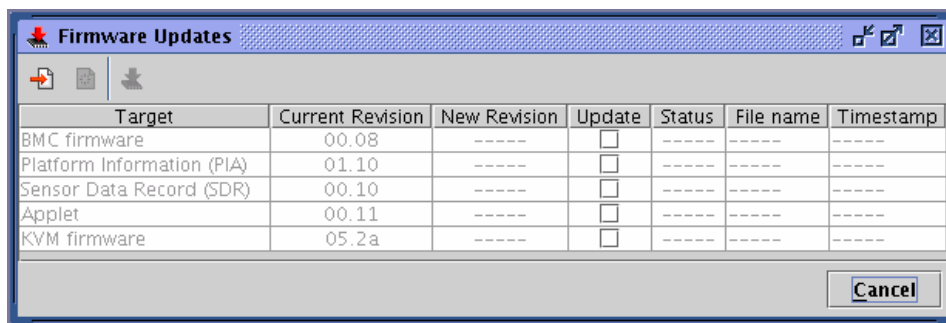 Firmware Updates
Target Current Revision New Revision Update Status File name Timestamp
BMC firmware 00.08 ----- ----- ----- -----
Platform Information (PIA) 01.10 ----- ----- ----- -----
Sensor Data Record (SDR) 00.10 ----- ----- ----- -----
Applet 00.11 ----- ----- ----- -----
KVM firmware 05.2a ----- ----- ----- -----
Cancel